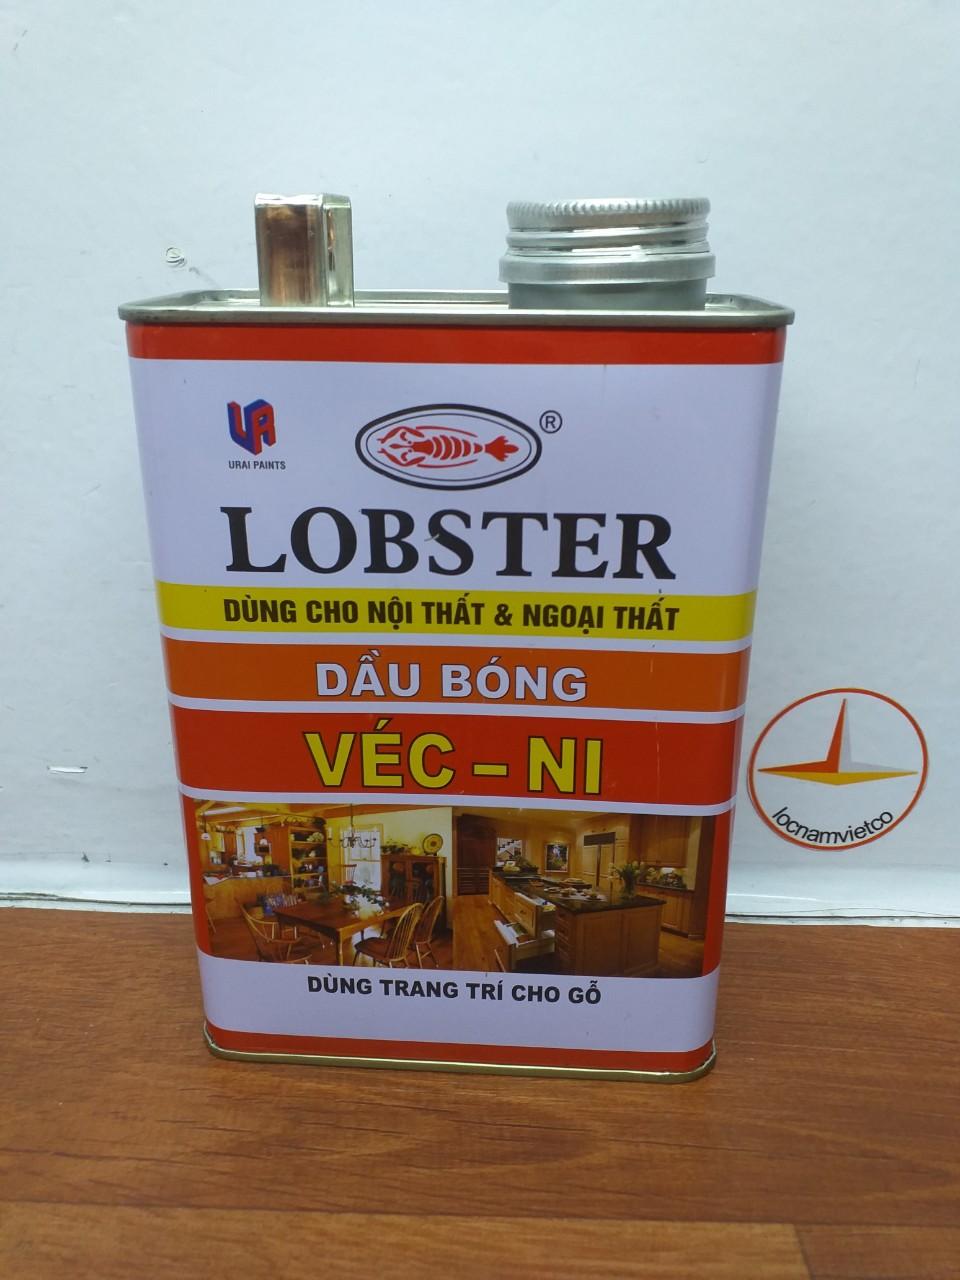 UR
URAI PAINTS
®
LOBSTER
DÙNG CHO NỘI THẤT & NGOẠI THẤT
DẦU BÓNG
VÉC – NI
DÙNG TRANG TRÍ CHO GỖ
locnamvietco